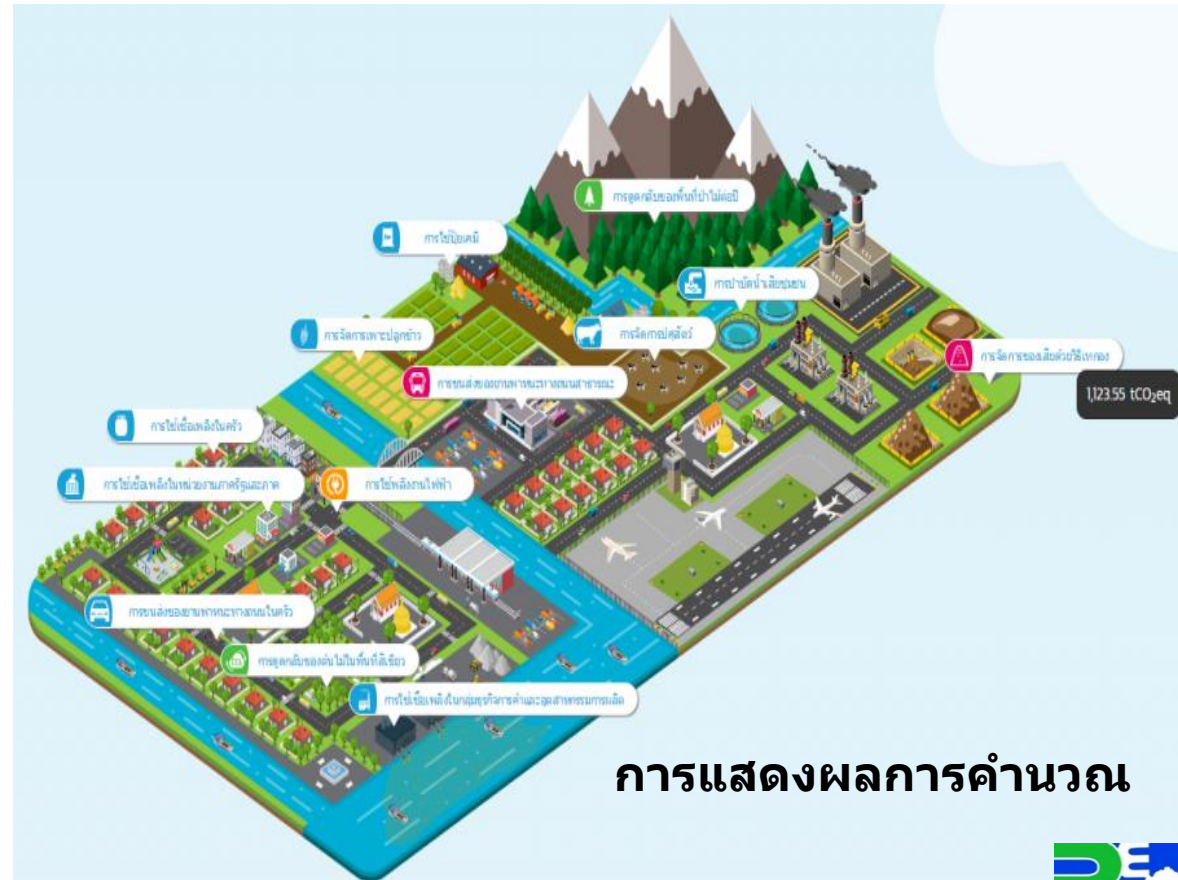 การดูดกลับของพื้นที่ป่าไม้ต่อปี
การใช้ปุ๋ยเคมี
การบำบัดน้ำเสียชุมชน
การจัดการเพาะปลูกข้าว
การจัดการปศุสัตว์
การจัดการของเสียด้วยวิธีเทกอง
การขนส่งของยานพาหนะทางถนนสาธารณะ
1,123.55 tCO₂eq
การใช้เชื้อเพลิงในครัว
การใช้เชื้อเพลิงในหน่วยงานภาครัฐและภาค
การใช้พลังงานไฟฟ้า
การขนส่งของยานพาหนะทางถนนในครัว
การดูดกลับของต้นไม้ในพื้นที่สีเขียว
การใช้เชื้อเพลิงในกลุ่มธุรกิจการค้าและอุตสาหกรรมการผลิต
การแสดงผลการคำนวณ